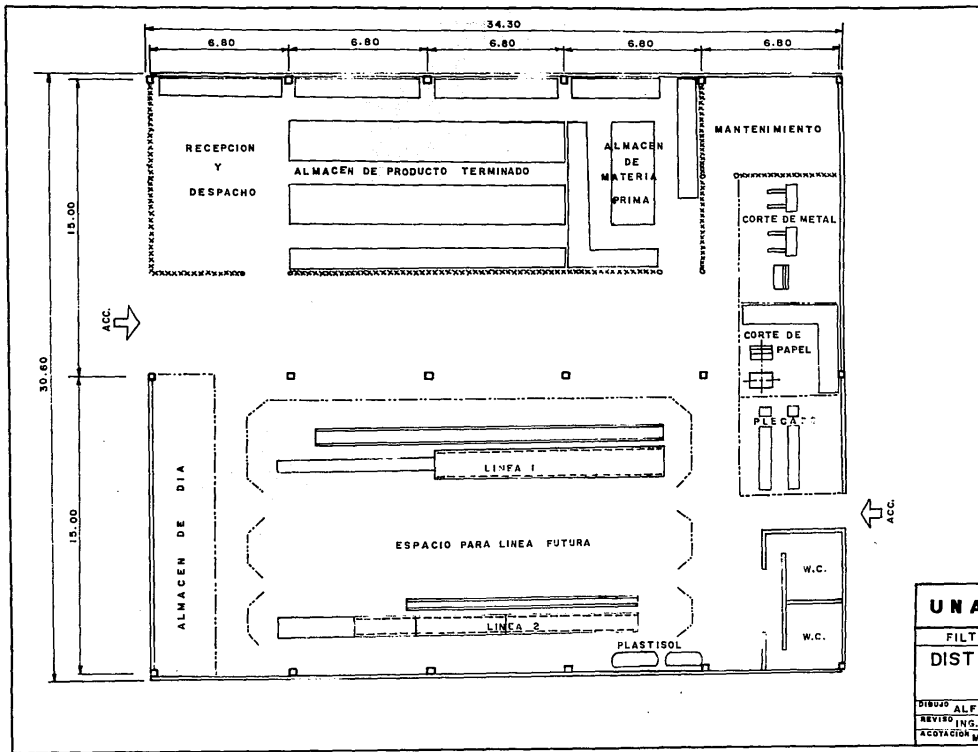 34.30
6.80
6.80
6.80
6.80
6.80
30.60
15.00
15.00
RECEPCION
Y
DESPACHO
ALMACEN DE PRODUCTO TERMINADO
ALMACEN
DE
MATERIA
PRIMA
MANTENIMIENTO
CORTE DE METAL
ACC.
CORTE DE
PAPEL
PLEGADO
ALMACEN DE DIA
LINEA 1
ESPACIO PARA LINEA FUTURA
ACC.
LINEA 2
PLASTISOL
W.C.
W.C.
UNA
FILT
DIST
DIBUJO ALF
REVISO ING.
ACOTACION M